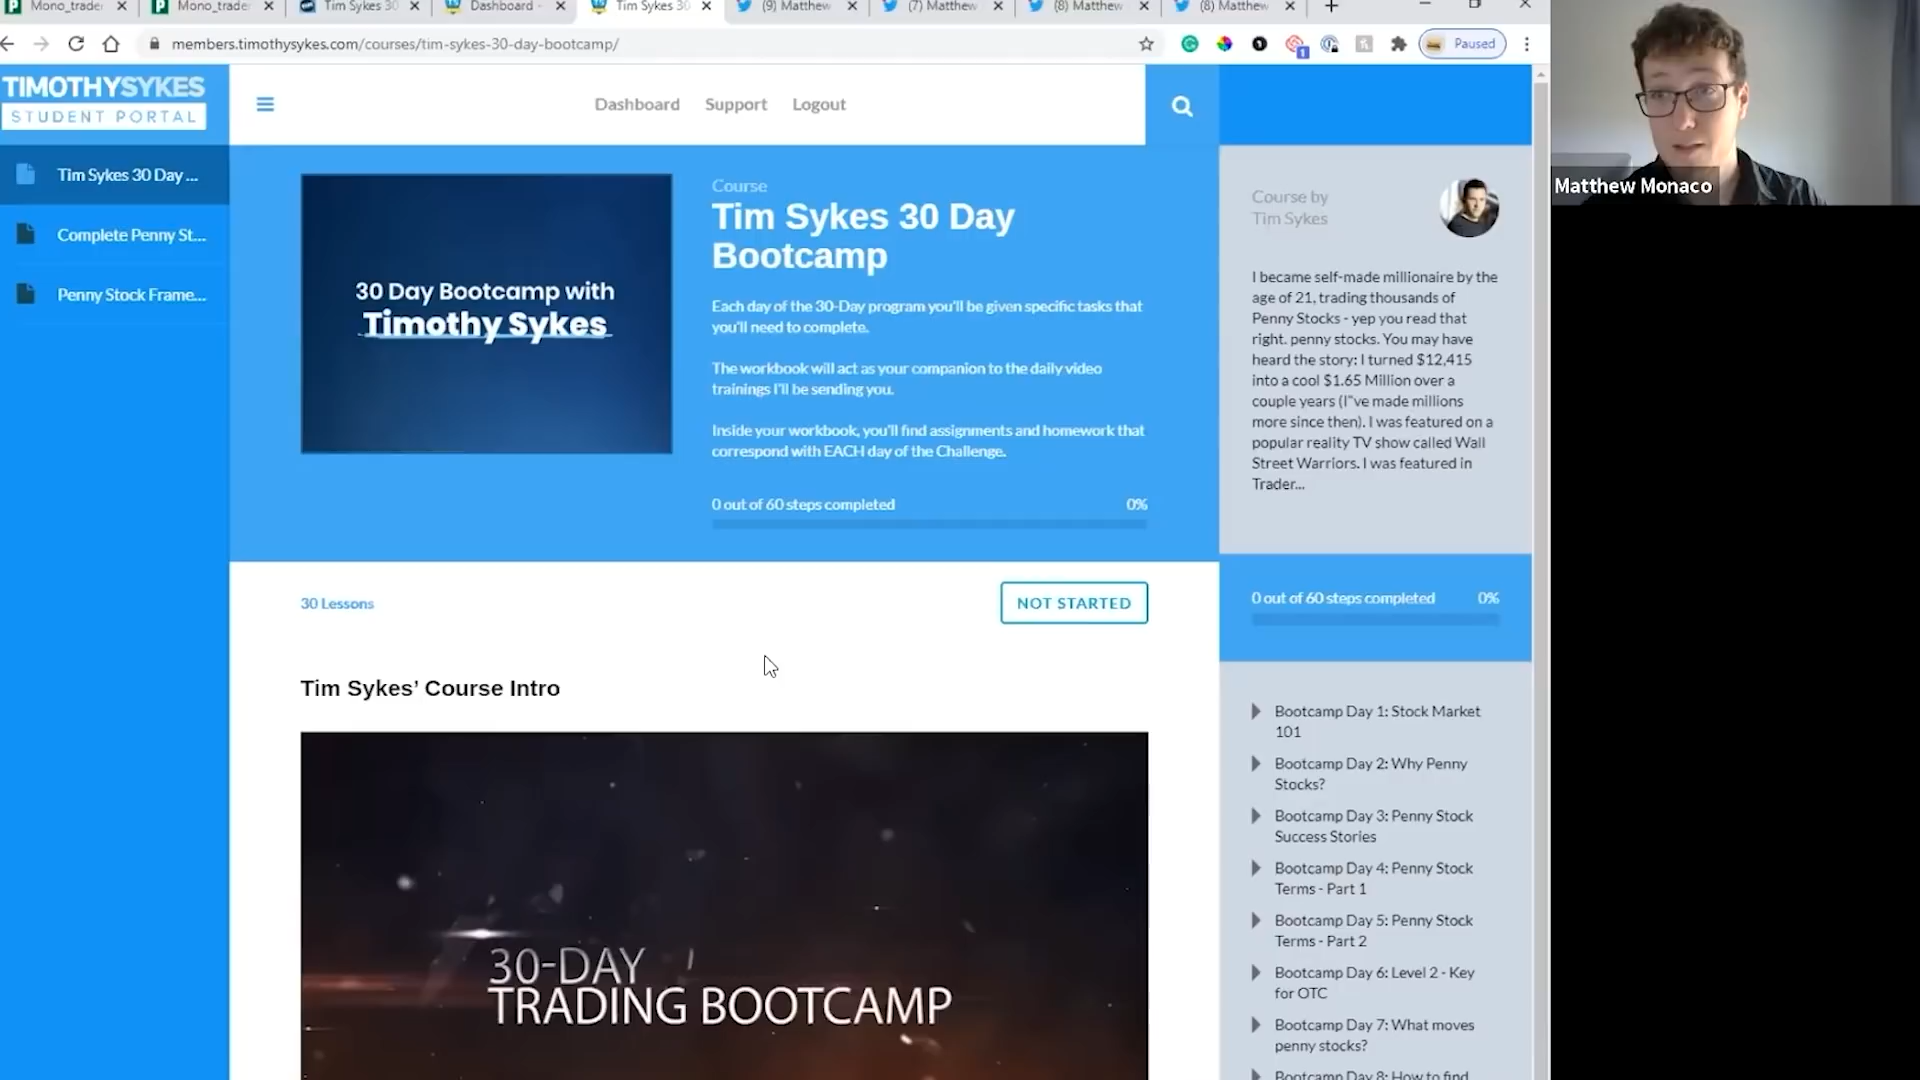 Mono_trade
Mono_trade
Tim Sykes 30
Dashboard -
Tim Sykes 30
(9) Matthew
(7) Matthew
(8) Matthew
(8) Matthew
members.timothysykes.com/courses/tim-sykes-30-day-bootcamp/
1
Paused
TIMOTHYSYKES
STUDENT PORTAL
Dashboard Support Logout
Tim Sykes 30 Day ...
Complete Penny St...
Penny Stock Frame...
30 Day Bootcamp with
Timothy Sykes
Course
Tim Sykes 30 Day
Bootcamp
Each day of the 30-Day program you'll be given specific tasks that
you'll need to complete.
The workbook will act as your companion to the daily video
trainings I'll be sending you.
Inside your workbook, you'll find assignments and homework that
correspond with EACH day of the Challenge.
0 out of 60 steps completed 0%
30 Lessons
NOT STARTED
Tim Sykes’ Course Intro
30-DAY
TRADING BOOTCAMP
Course by
Tim Sykes
I became self-made millionaire by the
age of 21, trading thousands of
Penny Stocks - yep you read that
right. penny stocks. You may have
heard the story: I turned $12,415
into a cool $1.65 Million over a
couple years (I"ve made millions
more since then). I was featured on a
popular reality TV show called Wall
Street Warriors. I was featured in
Trader...
0 out of 60 steps completed 0%
Bootcamp Day 1: Stock Market
101
Bootcamp Day 2: Why Penny
Stocks?
Bootcamp Day 3: Penny Stock
Success Stories
Bootcamp Day 4: Penny Stock
Terms - Part 1
Bootcamp Day 5: Penny Stock
Terms - Part 2
Bootcamp Day 6: Level 2 - Key
for OTC
Bootcamp Day 7: What moves
penny stocks?
Bootcamp Day 8: How to find
Matthew Monaco